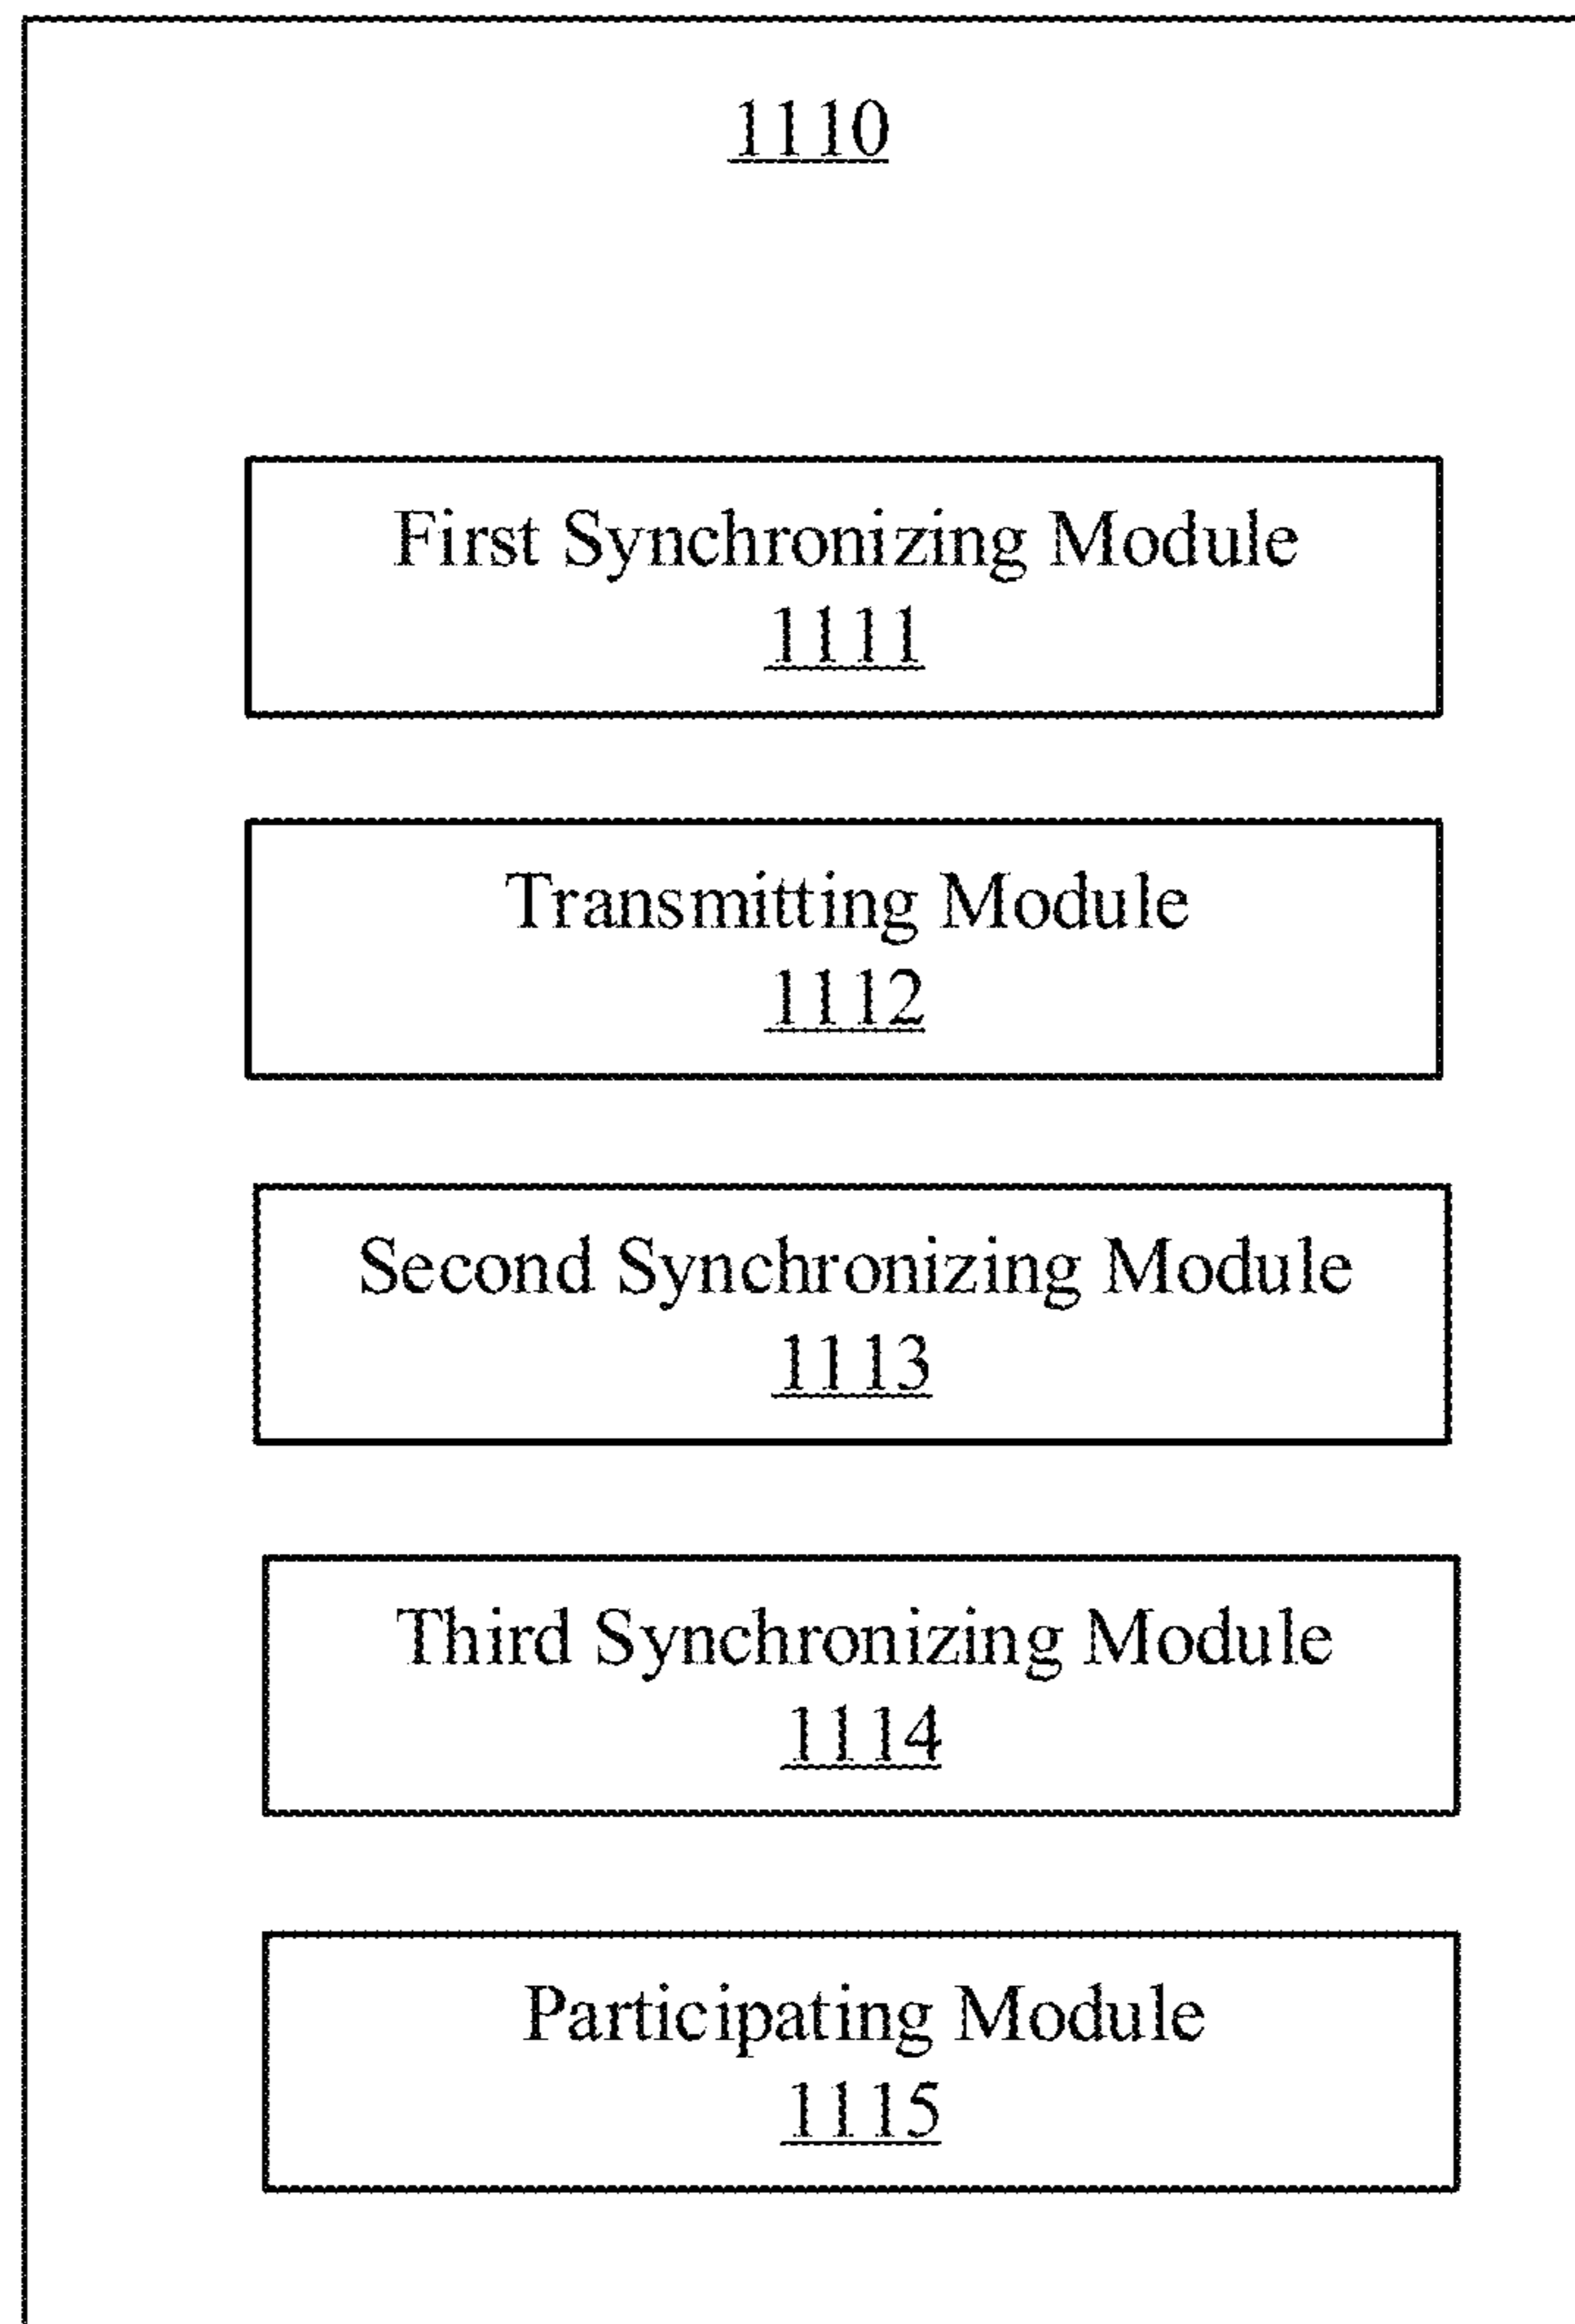 1110
First Synchronizing Module
1111
Transmitting Module
1112
Second Synchronizing Module
1113
Third Synchronizing Module
1114
Participating Module
1115